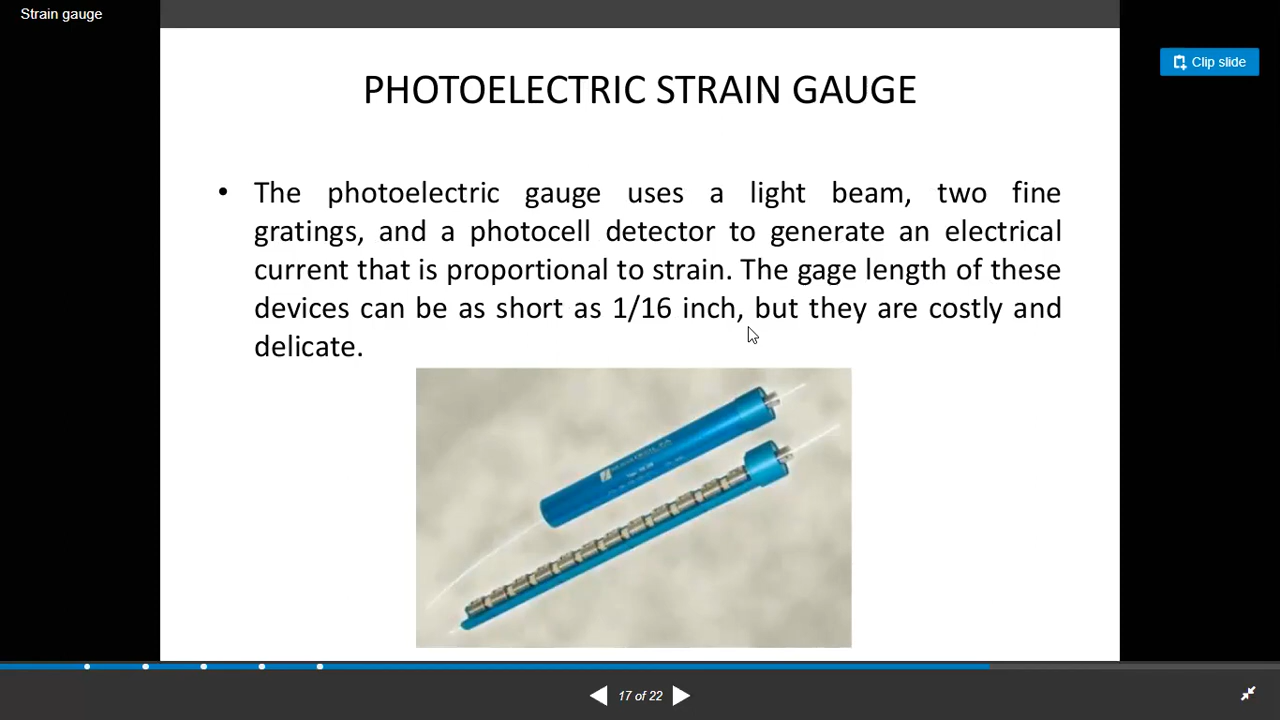 Strain gauge
Clip slide
PHOTOELECTRIC STRAIN GAUGE
• The photoelectric gauge uses a light beam, two fine
gratings, and a photocell detector to generate an electrical
current that is proportional to strain. The gage length of these
devices can be as short as 1/16 inch, but they are costly and
delicate.
17 of 22